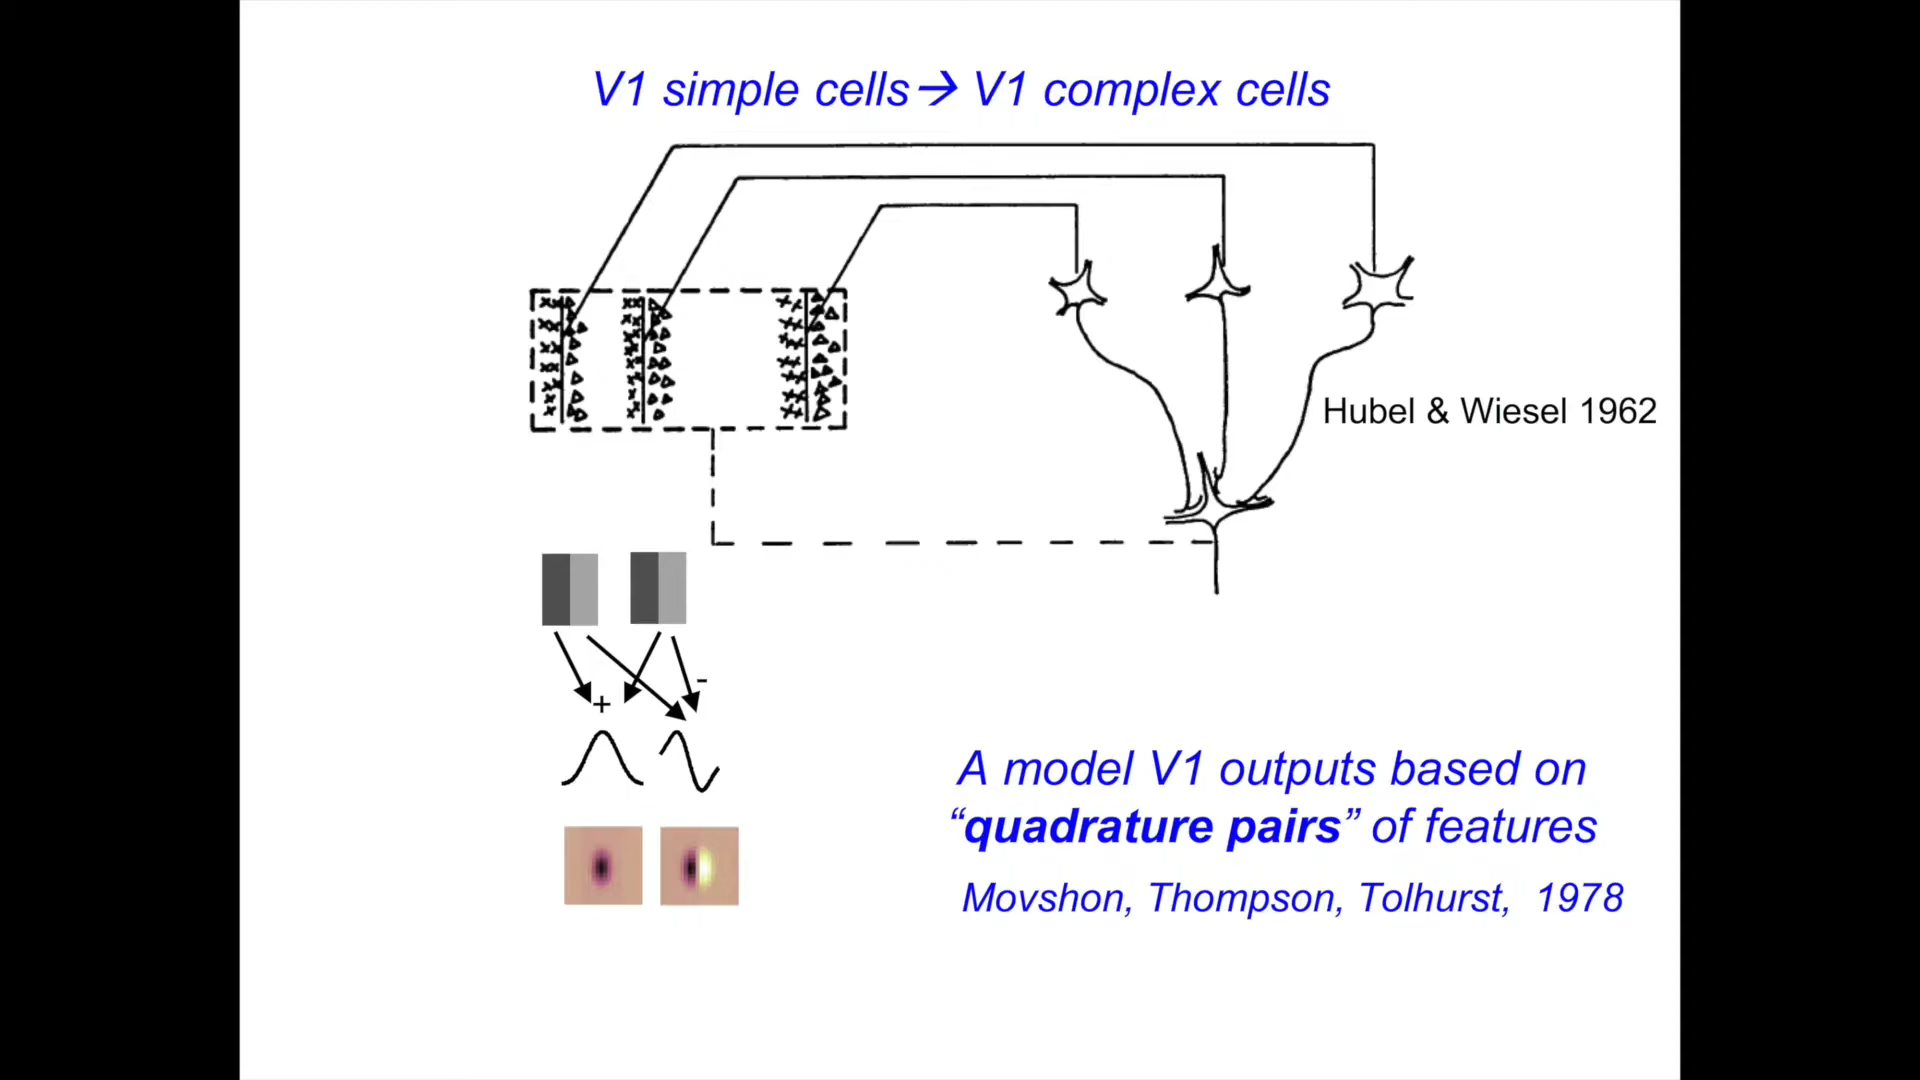 V1 simple cells→ V1 complex cells
Hubel & Wiesel 1962
-
+
A model V1 outputs based on
“quadrature pairs” of features
Movshon, Thompson, Tolhurst, 1978